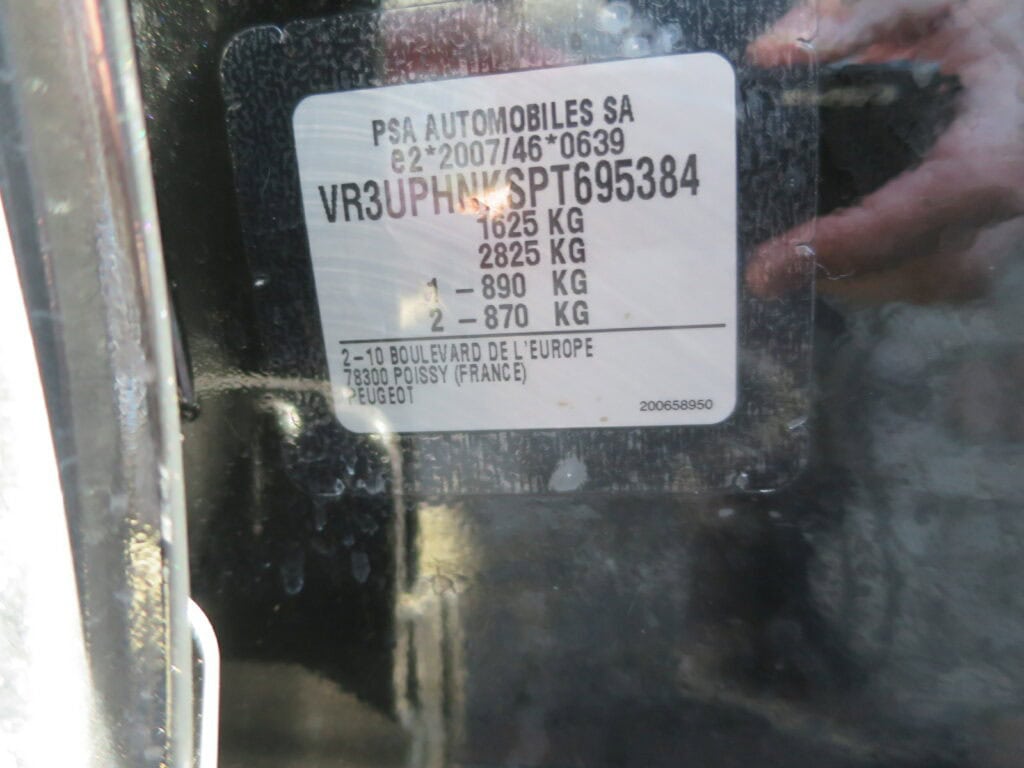 PSA AUTOMOBILES SA
e2*2007/46*0639
VR3UPHNKSPT695384
1625 KG
2825 KG
1 – 890 KG
2 – 870 KG
2–10 BOULEVARD DE L'EUROPE
78300 POISSY (FRANCE)
PEUGEOT
200658950